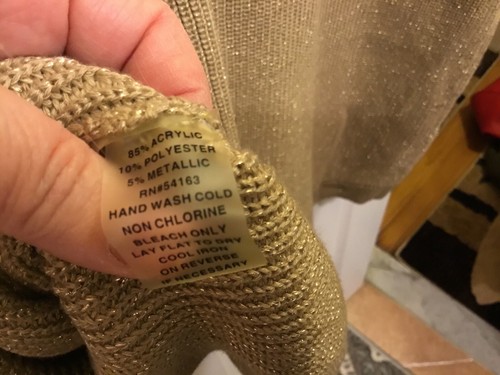 85% ACRYLIC
10% POLYESTER
5% METALLIC
RN#54163
HAND WASH COLD
NON CHLORINE
BLEACH ONLY
LAY FLAT TO DRY
COOL IRON
ON REVERSE
IF NECESSARY